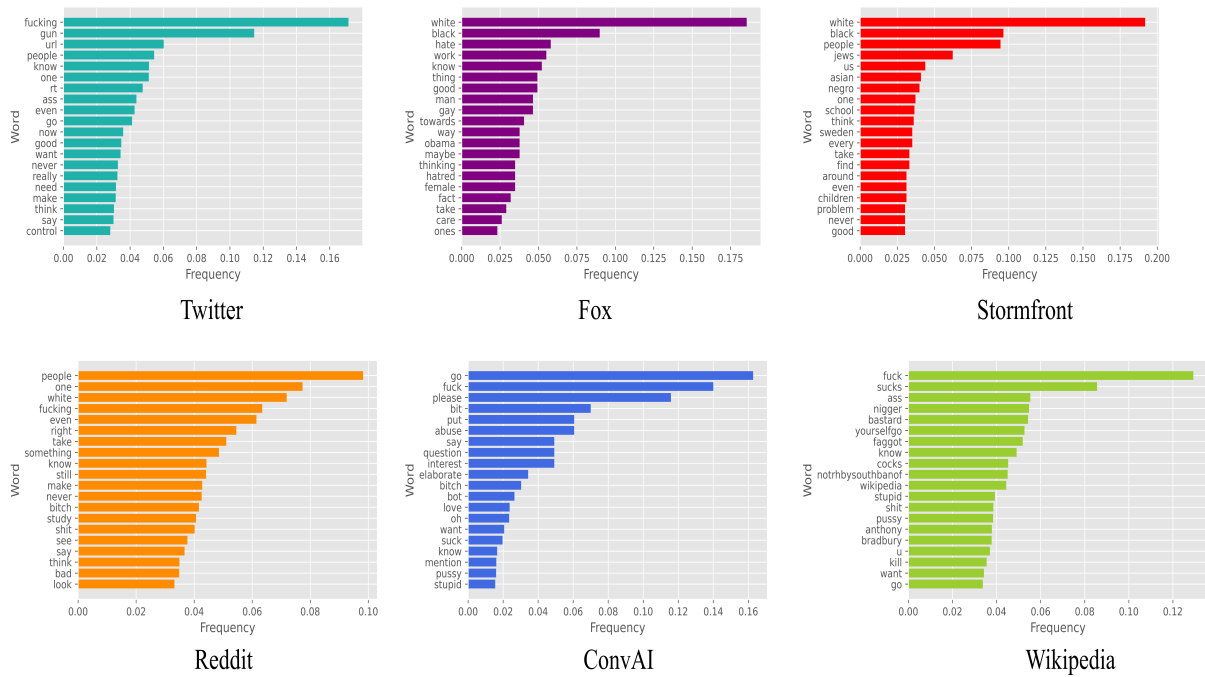 fucking
gun
url
people
know
one
rt
ass
even
go
now
good
want
never
really
need
make
think
say
control
Word
0.00 0.02 0.04 0.06 0.08 0.10 0.12 0.14 0.16
Frequency
Twitter
white
black
hate
work
know
thing
good
man
gay
towards
way
obama
maybe
thinking
hatred
female
fact
take
care
ones
Word
0.000 0.025 0.050 0.075 0.100 0.125 0.150 0.175
Frequency
Fox
white
black
people
jews
us
asian
negro
one
school
think
sweden
every
take
find
around
even
children
problem
never
good
Word
0.000 0.025 0.050 0.075 0.100 0.125 0.150 0.175 0.200
Frequency
Stormfront
people
one
white
fucking
even
right
take
something
know
still
make
never
bitch
study
shit
see
say
think
bad
look
Word
0.00 0.02 0.04 0.06 0.08 0.10
Frequency
Reddit
go
fuck
please
bit
put
abuse
say
question
interest
elaborate
bitch
bot
love
oh
want
suck
know
mention
pussy
stupid
Word
0.00 0.02 0.04 0.06 0.08 0.10 0.12 0.14 0.16
Frequency
ConvAI
fuck
sucks
ass
nigger
bastard
yourselfgo
faggot
know
cocks
notrhbysouthbanof
wikipedia
stupid
shit
pussy
anthony
bradbury
u
kill
want
go
Word
0.00 0.02 0.04 0.06 0.08 0.10 0.12
Frequency
Wikipedia